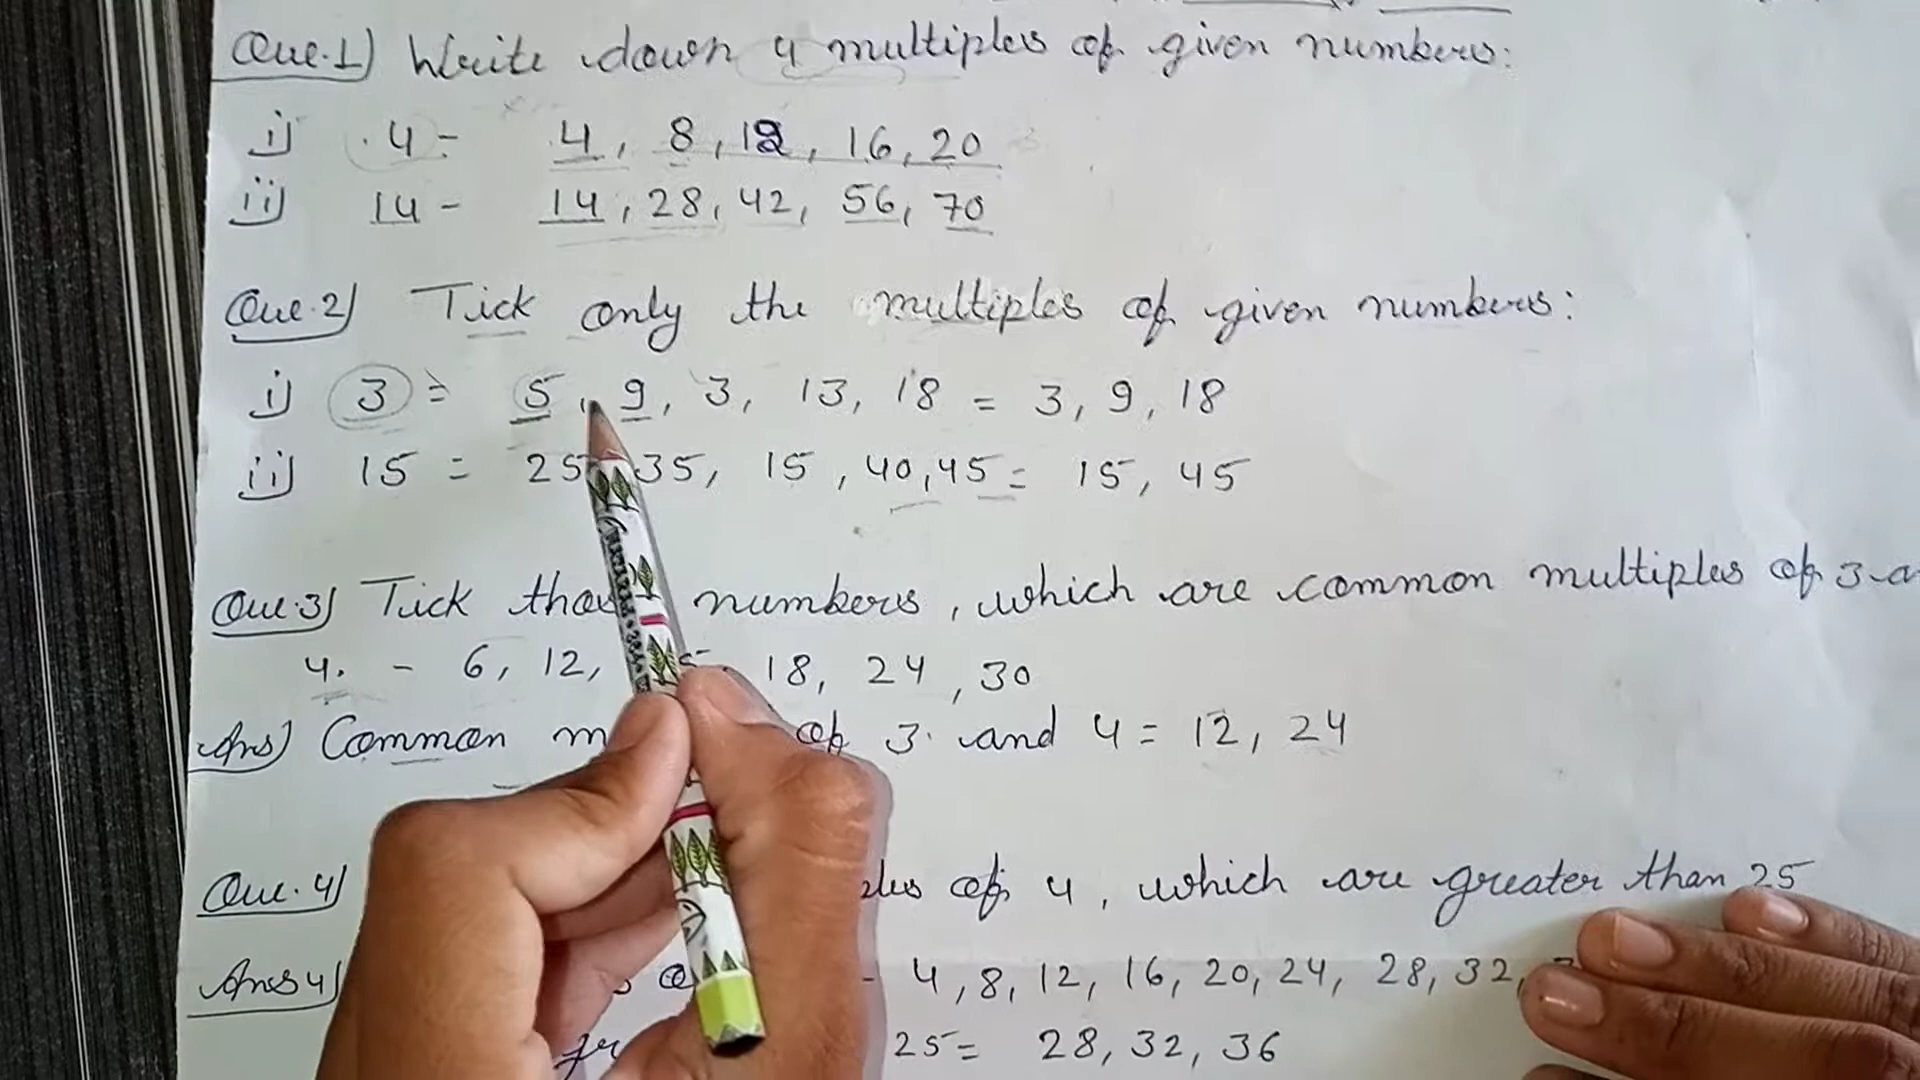 Que.1) Write down 4 multiples of given numbers:
i) 4 - 4, 8, 12, 16, 20
ii) 14 - 14, 28, 42, 56, 70
Que.2) Tick only the multiples of given numbers:
i) 3 = 5, 9, 3, 13, 18 = 3, 9, 18
ii) 15 = 25, 35, 15, 40, 45 = 15, 45
Que.3) Tick numbers, which are common multiples of 3
4. - 6, 12, 18, 24, 30
Ans) Common of 3 and 4 = 12, 24
Que.4) of 4, which are greater than 25
Ans 4) - 4, 8, 12, 16, 20, 24, 28, 32,
25 = 28, 32, 36